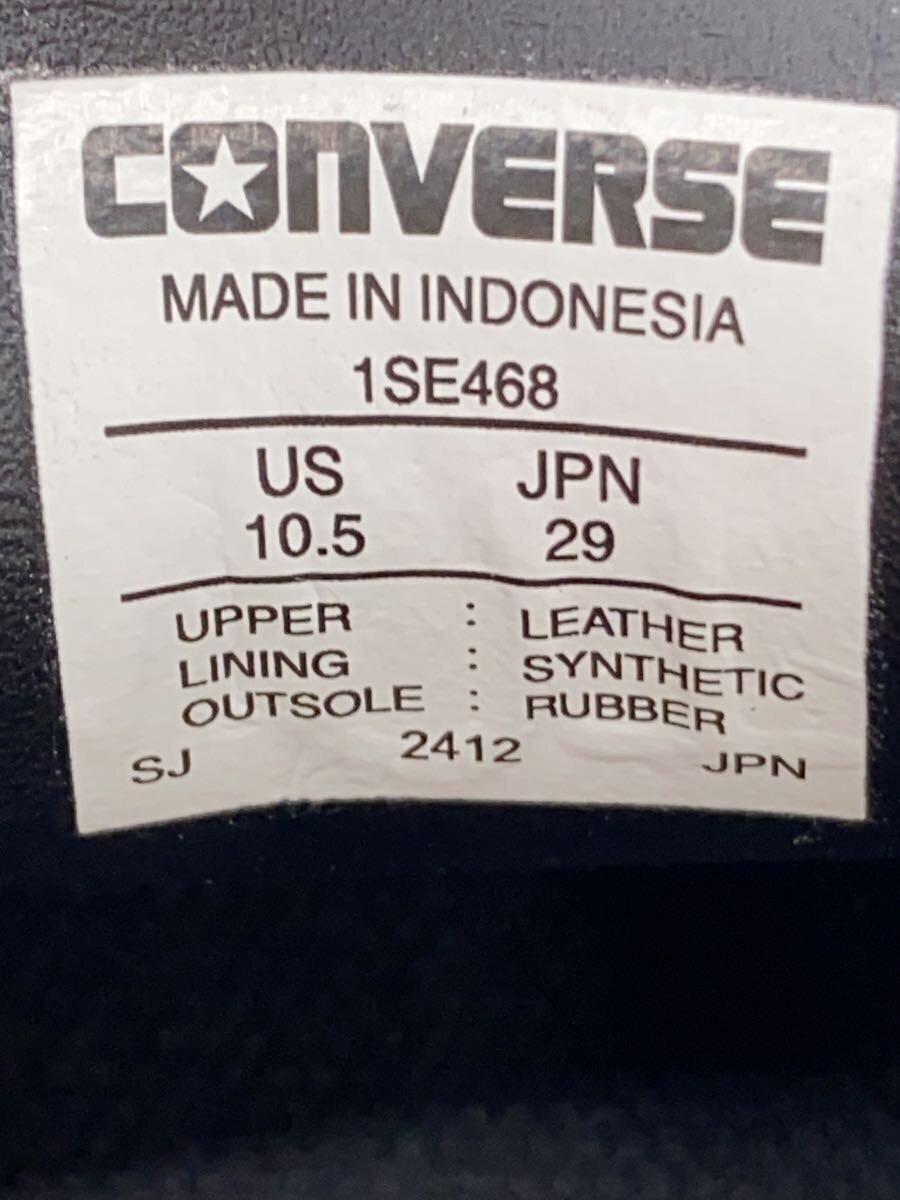 CONVERSE
MADE IN INDONESIA
1SE468
US JPN
10.5 29
UPPER : LEATHER
LINING : SYNTHETIC
OUTSOLE : RUBBER
SJ 2412 JPN